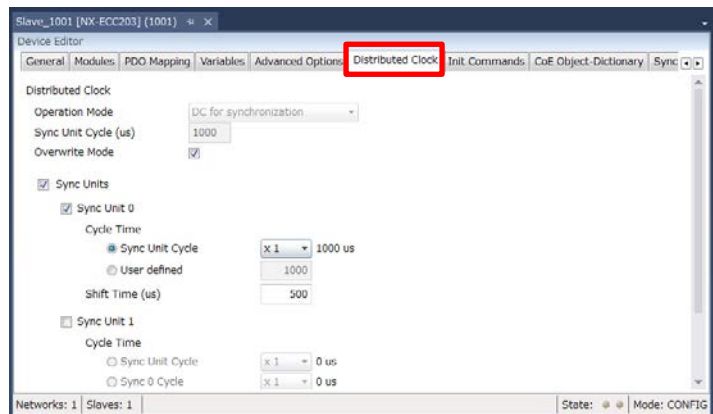 Slave_1001 [NX-ECC203] (1001)
Device Editor
General Modules PDO Mapping Variables Advanced Options Distributed Clock Init Commands CoE Object-Dictionary Sync
Distributed Clock
Operation Mode DC for synchronization
Sync Unit Cycle (us) 1000
Overwrite Mode
Sync Units
Sync Unit 0
Cycle Time
Sync Unit Cycle x 1 1000 us
User defined 1000
Shift Time (us) 500
Sync Unit 1
Cycle Time
Sync Unit Cycle x 1 0 us
Sync 0 Cycle x 1 0 us
Networks: 1 Slaves: 1 State: Mode: CONFIG